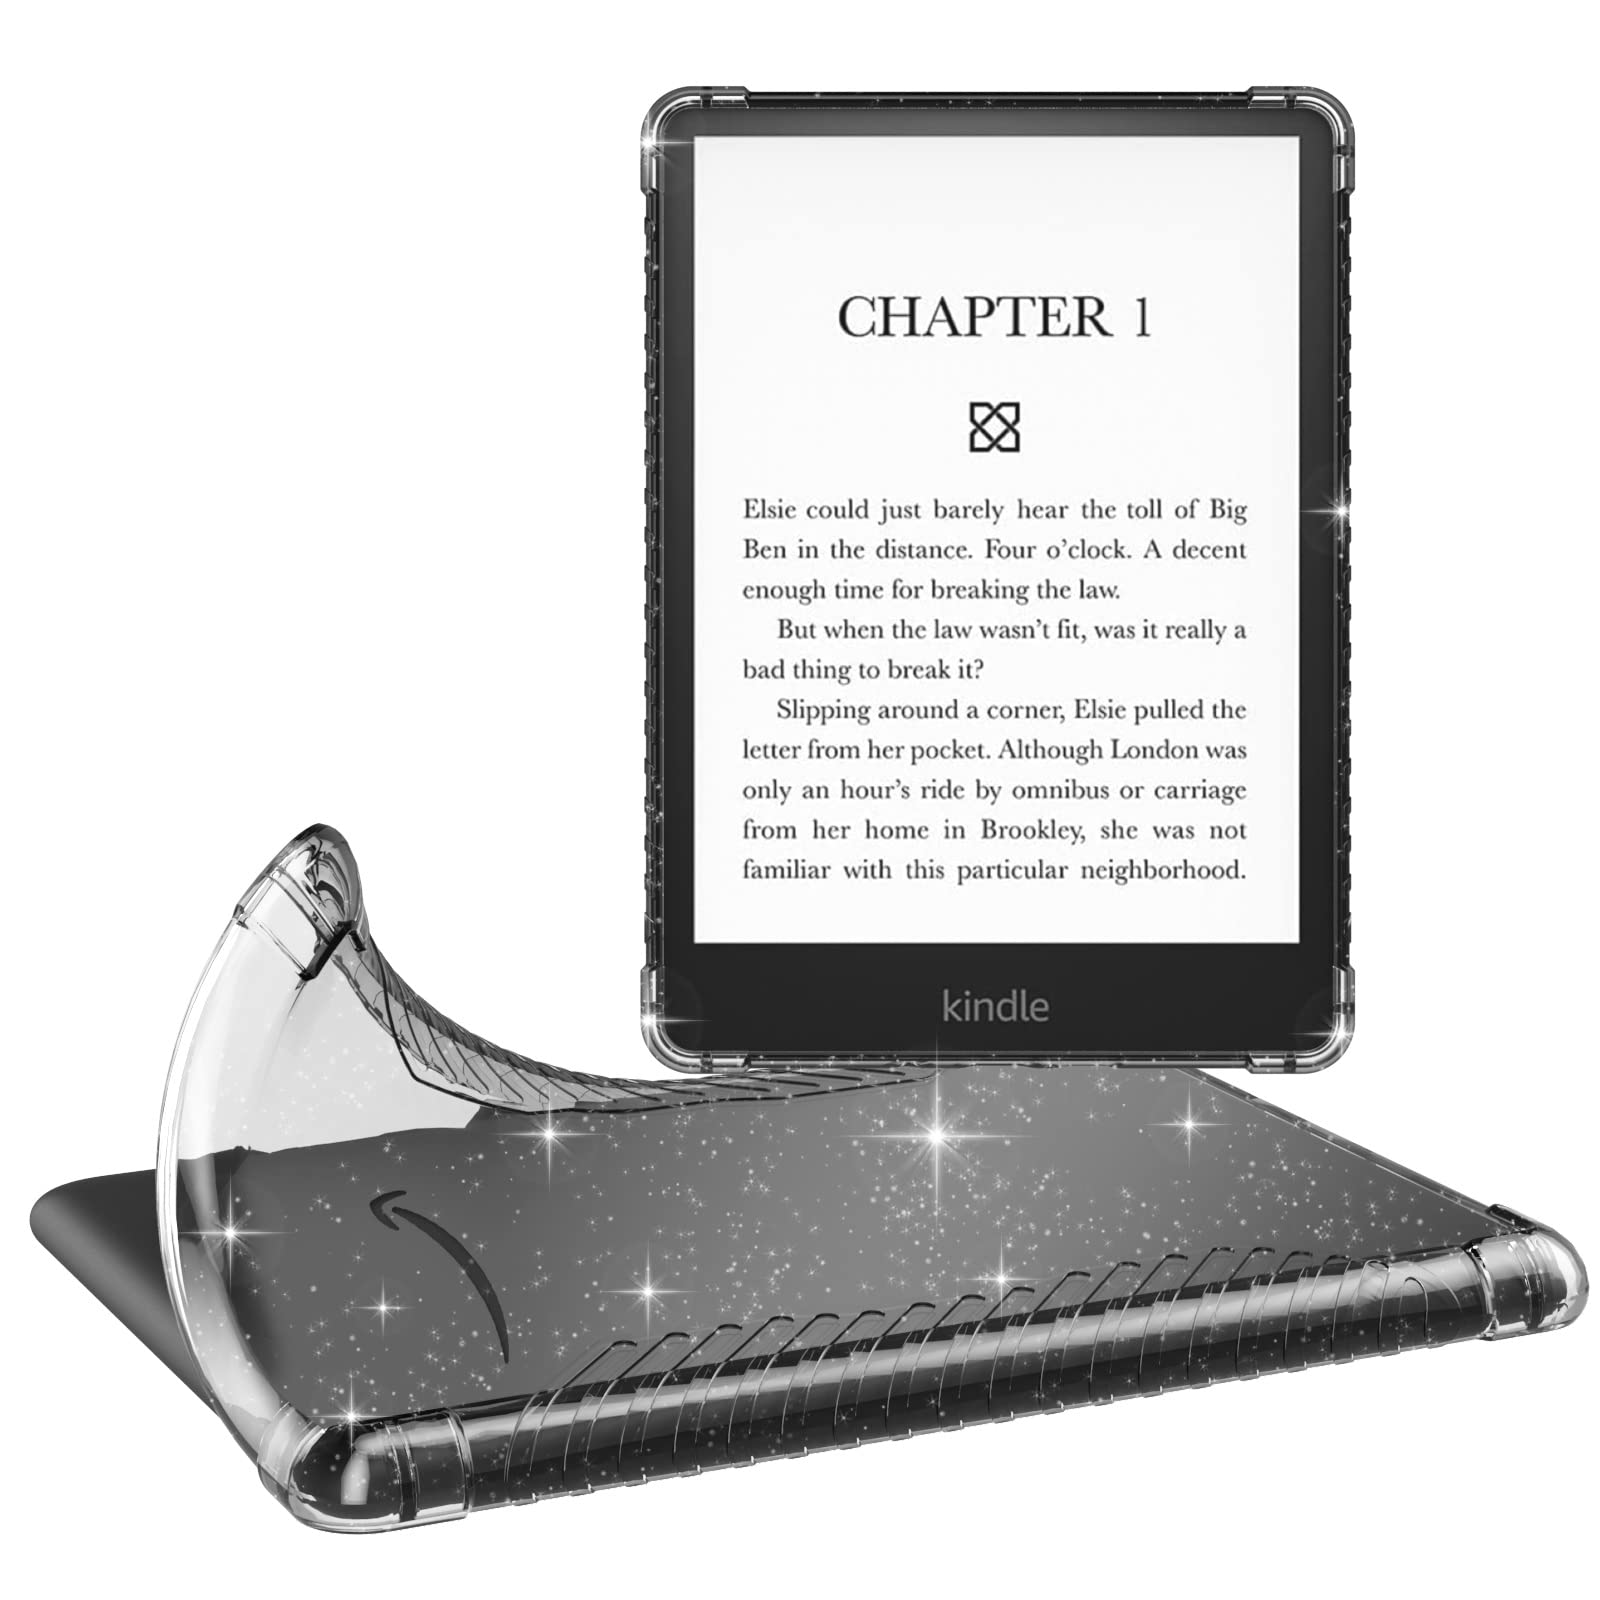 CHAPTER 1
Elsie could just barely hear the toll of Big
Ben in the distance. Four o’clock. A decent
enough time for breaking the law.
But when the law wasn’t fit, was it really a
bad thing to break it?
Slipping around a corner, Elsie pulled the
letter from her pocket. Although London was
only an hour’s ride by omnibus or carriage
from her home in Brookley, she was not
familiar with this particular neighborhood.
kindle